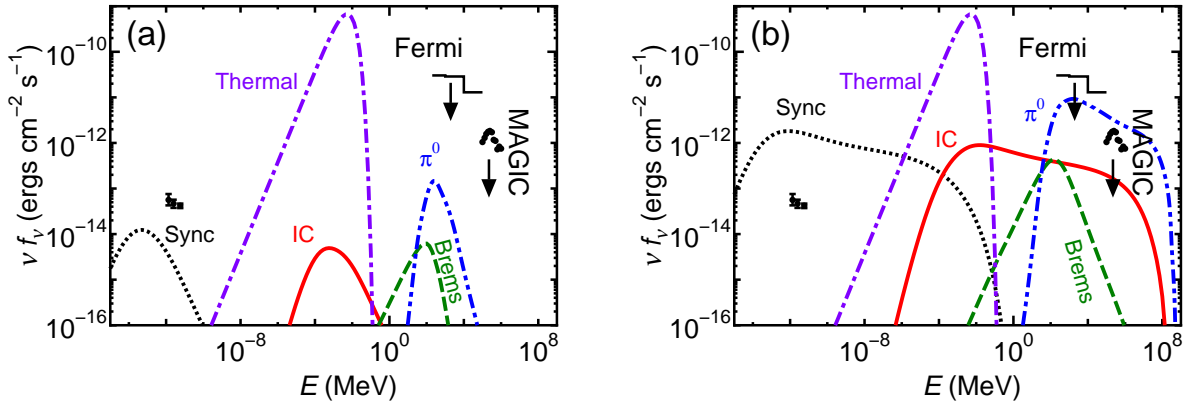 (a)
Fermi
Thermal
MAGIC
π⁰
Sync
IC
Brems
10⁻¹⁰
10⁻¹²
10⁻¹⁴
10⁻¹⁶
ν fν (ergs cm⁻² s⁻¹)
10⁻⁸
10⁰
10⁸
E (MeV)
(b)
Fermi
Thermal
Sync
π⁰
MAGIC
IC
Brems
10⁻¹⁰
10⁻¹²
10⁻¹⁴
10⁻¹⁶
ν fν (ergs cm⁻² s⁻¹)
10⁻⁸
10⁰
10⁸
E (MeV)